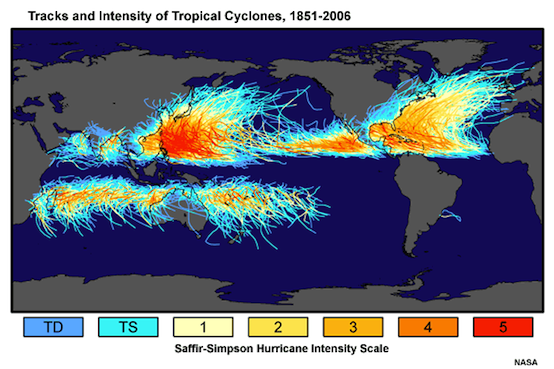 Tracks and Intensity of Tropical Cyclones, 1851-2006
TD TS 1 2 3 4 5
Saffir-Simpson Hurricane Intensity Scale
NASA